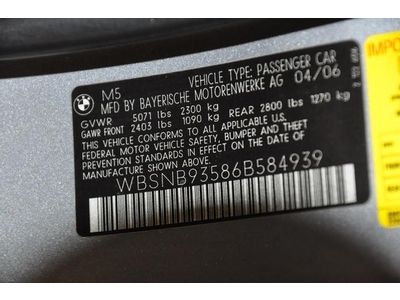 BMW
M5
VEHICLE TYPE: PASSENGER CAR
MFD BY BAYERISCHE MOTORENWERKE AG 04/06
GVWR 5071 lbs 2300 kg
GAWR FRONT 2403 lbs 1090 kg REAR 2800 lbs 1270 kg
THIS VEHICLE CONFORMS TO ALL APPLICABLE
FEDERAL MOTOR VEHICLE SAFETY, BUMPER,
AND THEFT PREVENTION STANDARDS IN EFFECT
ON THE DATE OF MANUFACTURE SHOWN ABOVE.
WBSNB93586B584939
IMPO